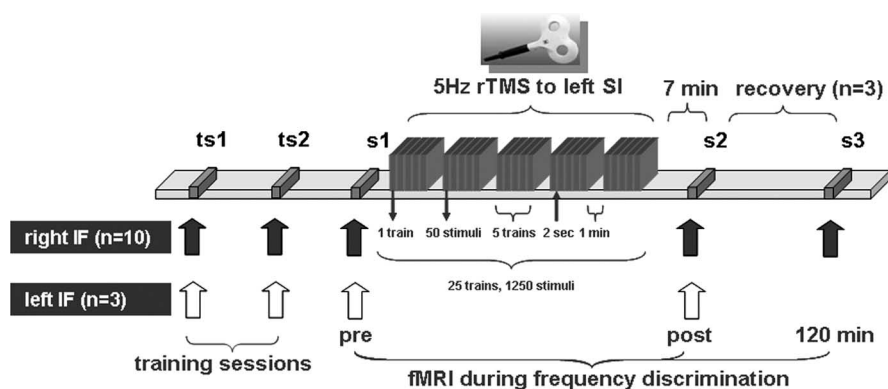 5Hz rTMS to left SI
7 min
recovery (n=3)
ts1
ts2
s1
s2
s3
right IF (n=10)
1 train
50 stimuli
5 trains
2 sec
1 min
25 trains, 1250 stimuli
left IF (n=3)
pre
post
120 min
training sessions
fMRI during frequency discrimination